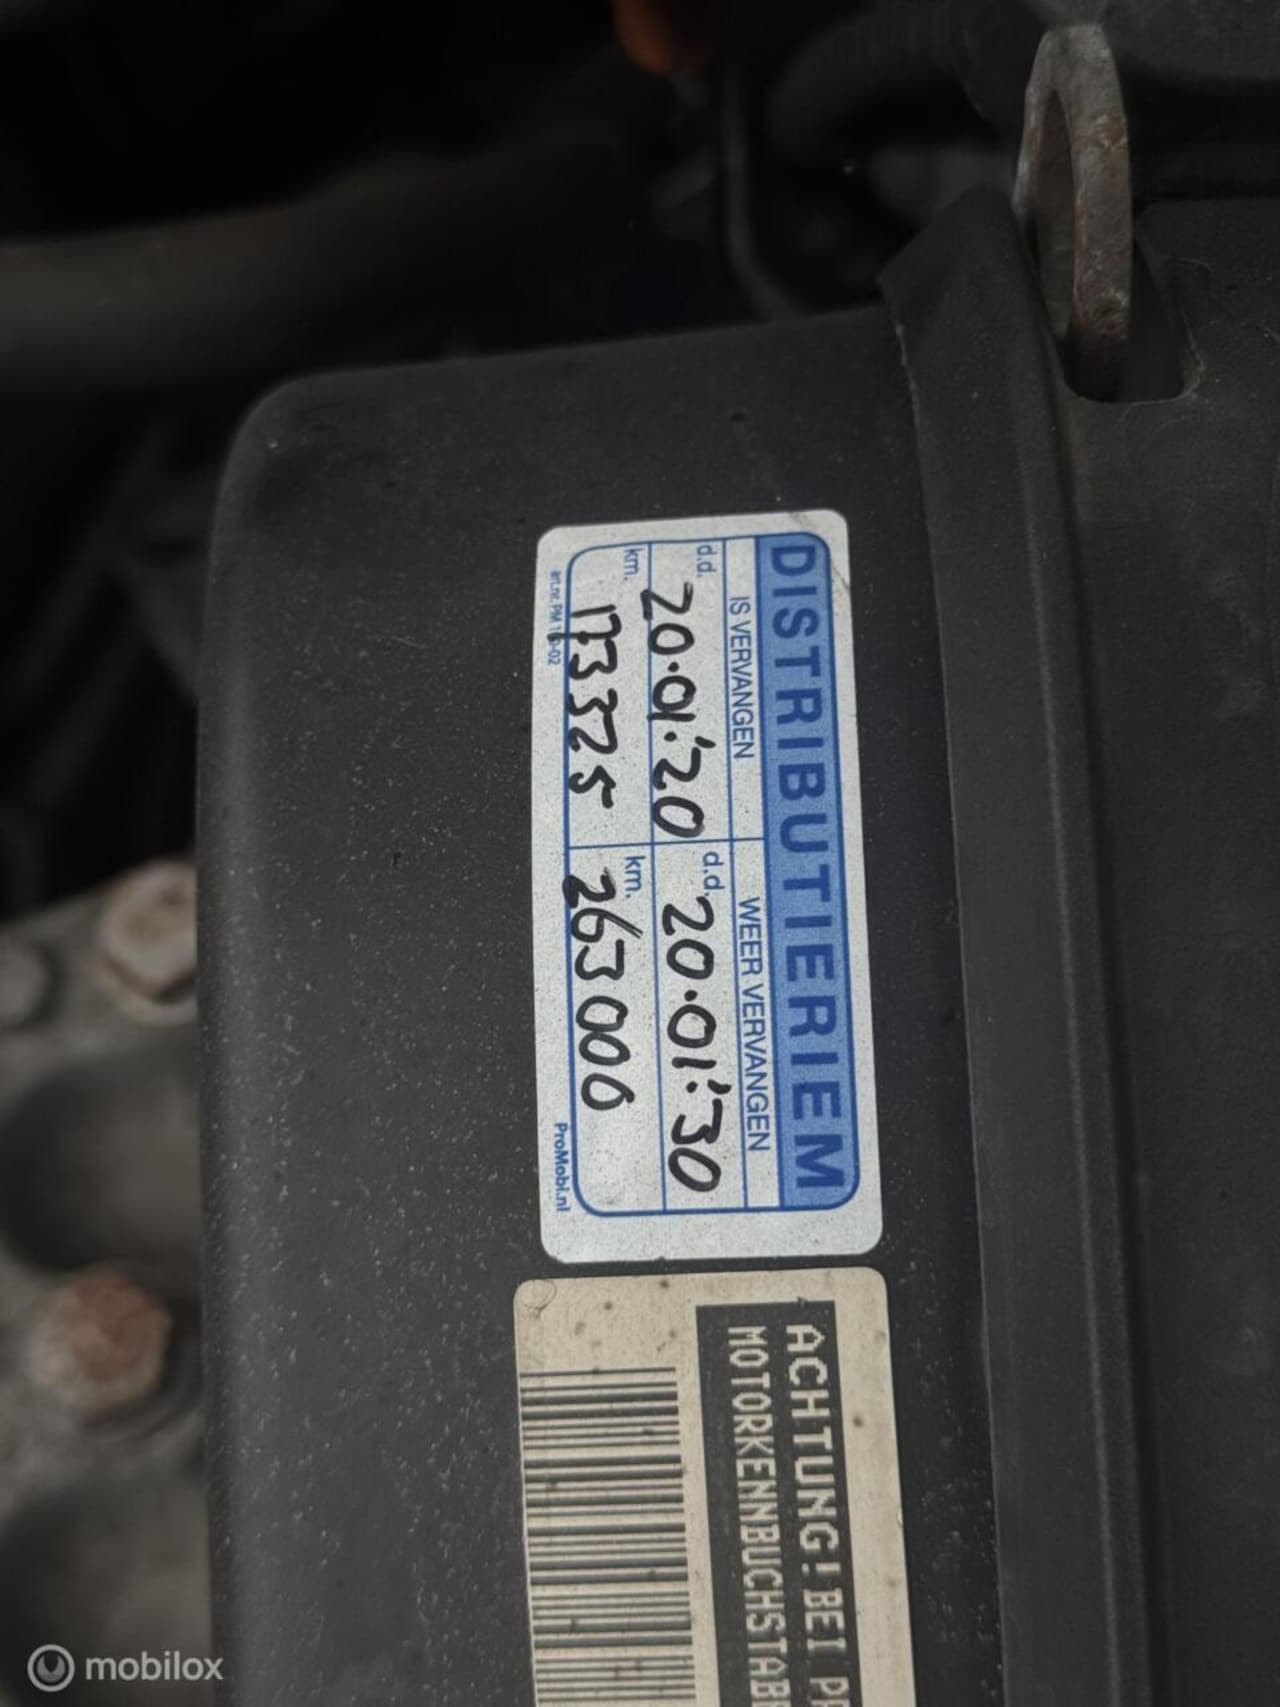 DISTRIBUTIERIEM
IS VERVANGEN
WEER VERVANGEN
d.d. 20.01.'20
d.d. 20.01.'30
km. 173325
km. 263000
ProMobi.nl
ACHTUNG! BEI
MOTORKENNBUCHSTAB
mobilox